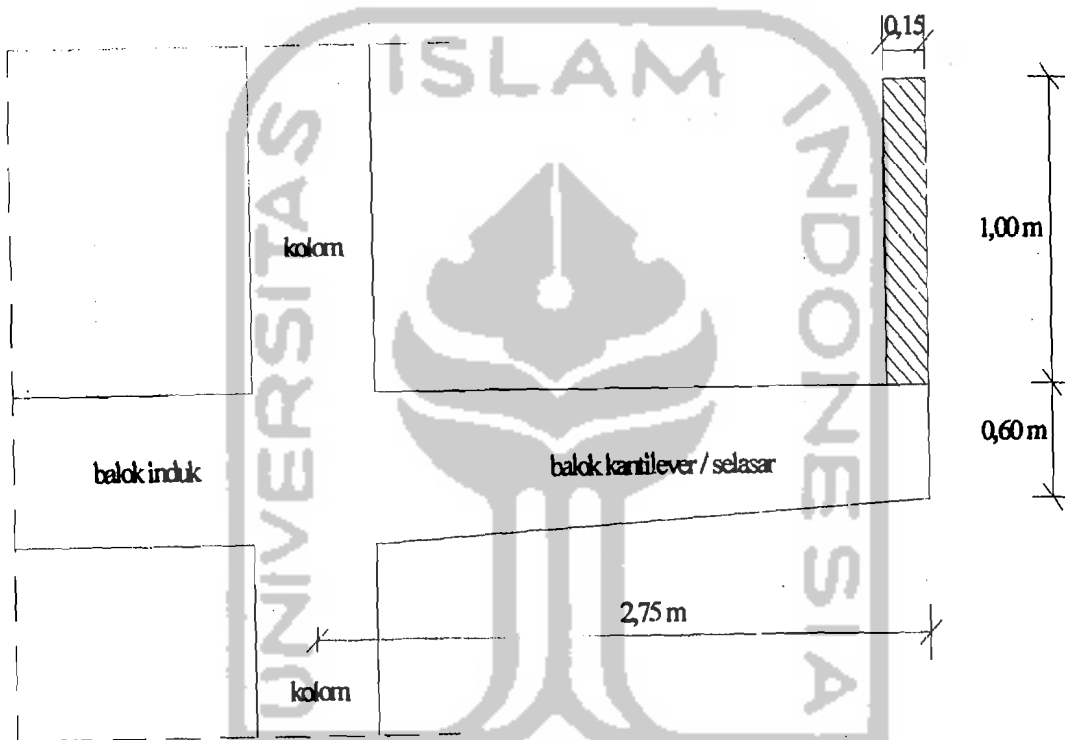 0,15
ISLAM
UNIVERSITAS
INDONESIA
kolom
1,00 m
0,60 m
balok induk
balok kantilever / selasar
2,75 m
kolom